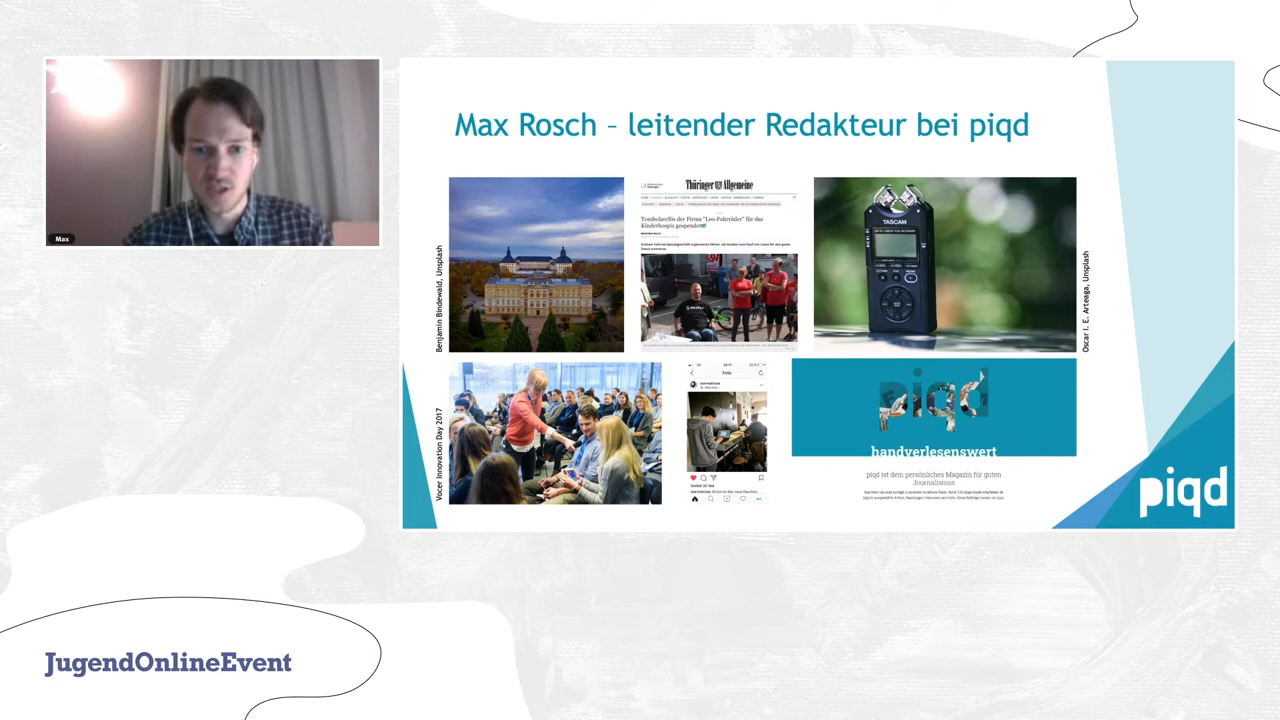 Max Rosch – leitender Redakteur bei piqd
Max
Benjamin Bindewald, Unsplash
Thüringer Allgemeine
Tombolaerlös der Firma "Leo-Fahrräder" für das
Kinderhospiz gespendet
TASCAM
Oscar I. E. Arteaga, Unsplash
Vocer Innovation Day 2017
Foto
piqd
handverlesenswert
piqd ist dein persönliches Magazin für guten
Journalismus
piqd
JugendOnlineEvent